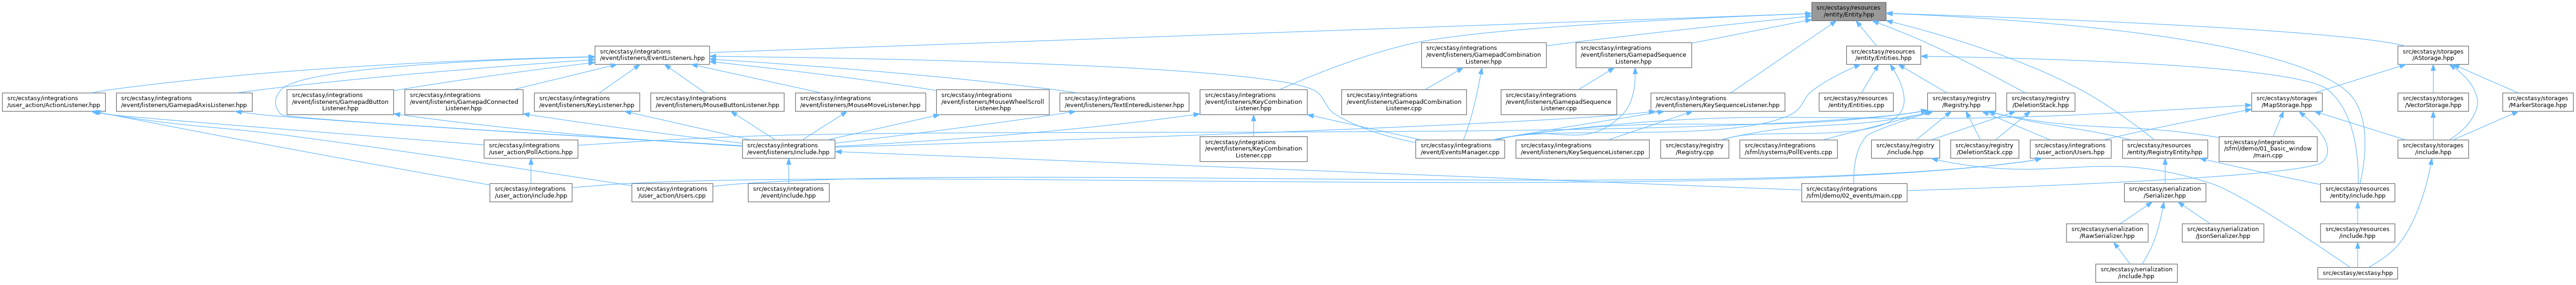 src/ecstasy/resources
/entity/Entity.hpp
src/ecstasy/integrations
/event/listeners/EventListeners.hpp
src/ecstasy/integrations
/event/listeners/GamepadCombination
Listener.hpp
src/ecstasy/integrations
/event/listeners/GamepadSequence
Listener.hpp
src/ecstasy/resources
/entity/Entities.hpp
src/ecstasy/storages
/AStorage.hpp
src/ecstasy/integrations
/user_action/ActionListener.hpp
src/ecstasy/integrations
/event/listeners/GamepadAxisListener.hpp
src/ecstasy/integrations
/event/listeners/GamepadButton
Listener.hpp
src/ecstasy/integrations
/event/listeners/GamepadConnected
Listener.hpp
src/ecstasy/integrations
/event/listeners/KeyListener.hpp
src/ecstasy/integrations
/event/listeners/MouseButtonListener.hpp
src/ecstasy/integrations
/event/listeners/MouseMoveListener.hpp
src/ecstasy/integrations
/event/listeners/MouseWheelScroll
Listener.hpp
src/ecstasy/integrations
/event/listeners/TextEnteredListener.hpp
src/ecstasy/integrations
/event/listeners/KeyCombination
Listener.hpp
src/ecstasy/integrations
/event/listeners/GamepadCombination
Listener.cpp
src/ecstasy/integrations
/event/listeners/GamepadSequence
Listener.cpp
src/ecstasy/integrations
/event/listeners/KeySequenceListener.hpp
src/ecstasy/resources
/entity/Entities.cpp
src/ecstasy/registry
/Registry.hpp
src/ecstasy/registry
/DeletionStack.hpp
src/ecstasy/storages
/MapStorage.hpp
src/ecstasy/storages
/VectorStorage.hpp
src/ecstasy/storages
/MarkerStorage.hpp
src/ecstasy/integrations
/user_action/PollActions.hpp
src/ecstasy/integrations
/event/listeners/include.hpp
src/ecstasy/integrations
/event/listeners/KeyCombination
Listener.cpp
src/ecstasy/integrations
/event/EventsManager.cpp
src/ecstasy/integrations
/event/listeners/KeySequenceListener.cpp
src/ecstasy/registry
/Registry.cpp
src/ecstasy/integrations
/sfml/systems/PollEvents.cpp
src/ecstasy/registry
/include.hpp
src/ecstasy/registry
/DeletionStack.cpp
src/ecstasy/integrations
/user_action/Users.hpp
src/ecstasy/resources
/entity/RegistryEntity.hpp
src/ecstasy/integrations
/sfml/demo/01_basic_window
/main.cpp
src/ecstasy/storages
/include.hpp
src/ecstasy/integrations
/user_action/include.hpp
src/ecstasy/integrations
/user_action/Users.cpp
src/ecstasy/integrations
/event/include.hpp
src/ecstasy/integrations
/sfml/demo/02_events/main.cpp
src/ecstasy/serialization
/Serializer.hpp
src/ecstasy/resources
/entity/include.hpp
src/ecstasy/serialization
/RawSerializer.hpp
src/ecstasy/serialization
/JsonSerializer.hpp
src/ecstasy/resources
/include.hpp
src/ecstasy/serialization
/include.hpp
src/ecstasy/ecstasy.hpp